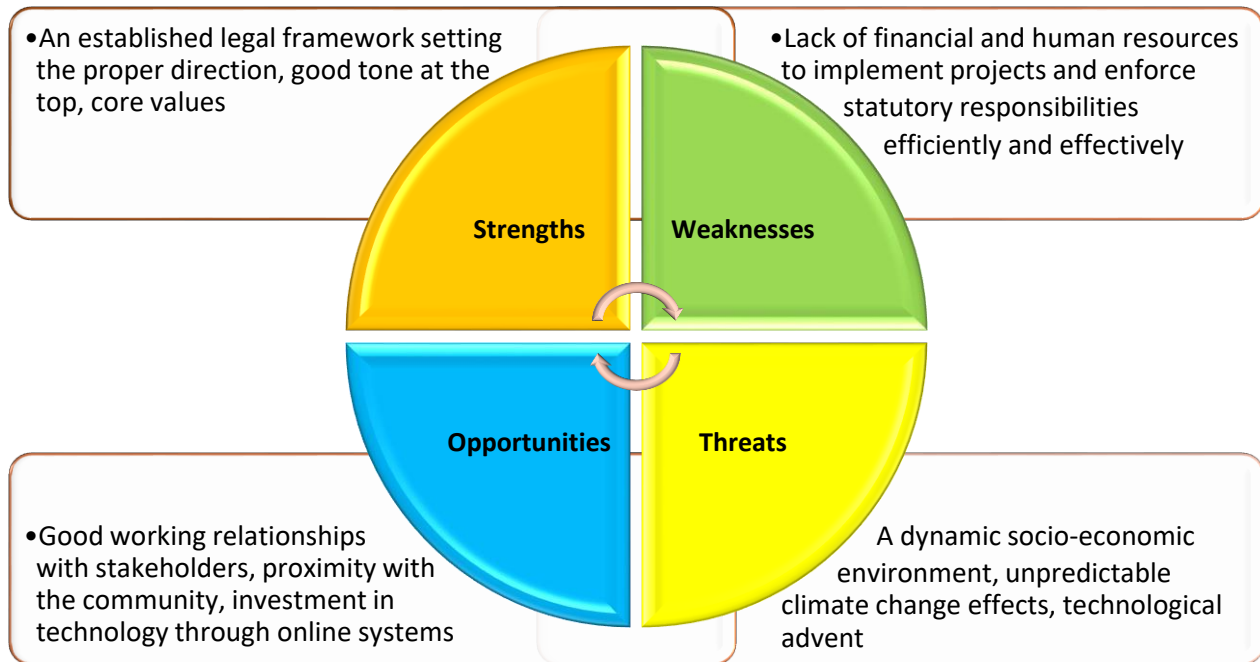 •An established legal framework setting
the proper direction, good tone at the
top, core values
•Lack of financial and human resources
to implement projects and enforce
statutory responsibilities
efficiently and effectively
Strengths
Weaknesses
Opportunities
Threats
•Good working relationships
with stakeholders, proximity with
the community, investment in
technology through online systems
A dynamic socio-economic
environment, unpredictable
climate change effects, technological
advent